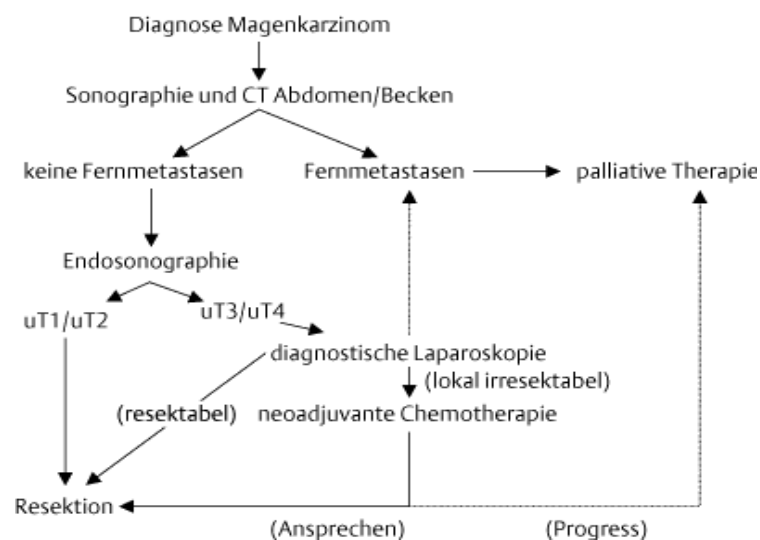 Diagnose Magenkarzinom
Sonographie und CT Abdomen/Becken
keine Fernmetastasen
Fernmetastasen
palliative Therapie
Endosonographie
uT1/uT2
uT3/uT4
diagnostische Laparoskopie
(lokal irresektabel)
(resektabel)
neoadjuvante Chemotherapie
Resektion
(Ansprechen)
(Progress)